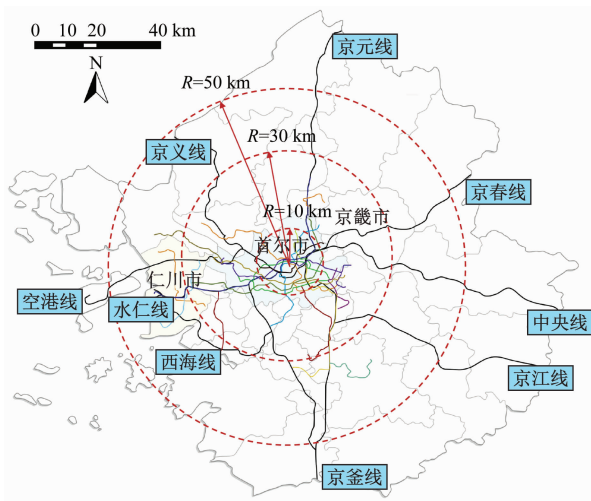 0 10 20 40 km
N
京元线
R=50 km
京义线
R=30 km
京春线
R=10 km
京畿市
首尔市
仁川市
空港线
水仁线
中央线
西海线
京江线
京釜线